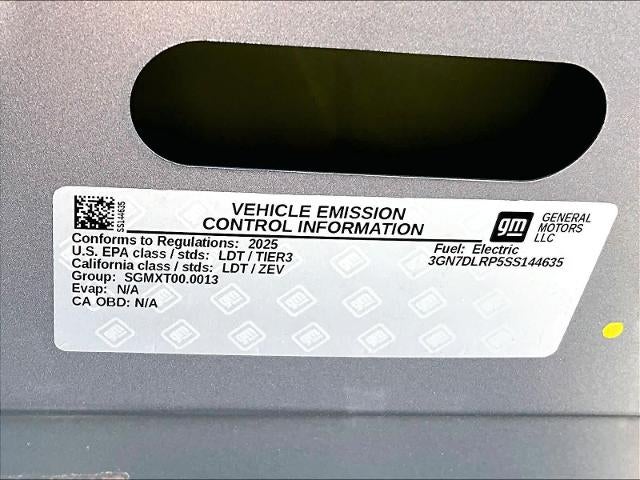 SS144635
VEHICLE EMISSION
CONTROL INFORMATION
gm
GENERAL
MOTORS
LLC
Conforms to Regulations: 2025
U.S. EPA class / stds: LDT / TIER3
California class / stds: LDT / ZEV
Group: SGMXT00.0013
Evap: N/A
CA OBD: N/A
Fuel: Electric
3GN7DLRP5SS144635